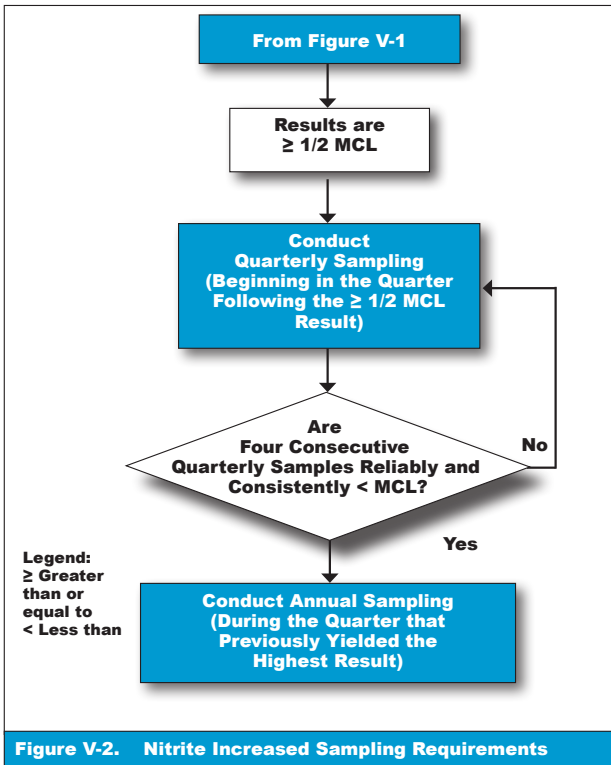 From Figure V-1
Results are
≥ 1/2 MCL
Conduct
Quarterly Sampling
(Beginning in the Quarter
Following the ≥ 1/2 MCL
Result)
Are
Four Consecutive
Quarterly Samples Reliably and
Consistently < MCL?
No
Yes
Legend:
≥ Greater
than or
equal to
< Less than
Conduct Annual Sampling
(During the Quarter that
Previously Yielded the
Highest Result)
Figure V-2. Nitrite Increased Sampling Requirements